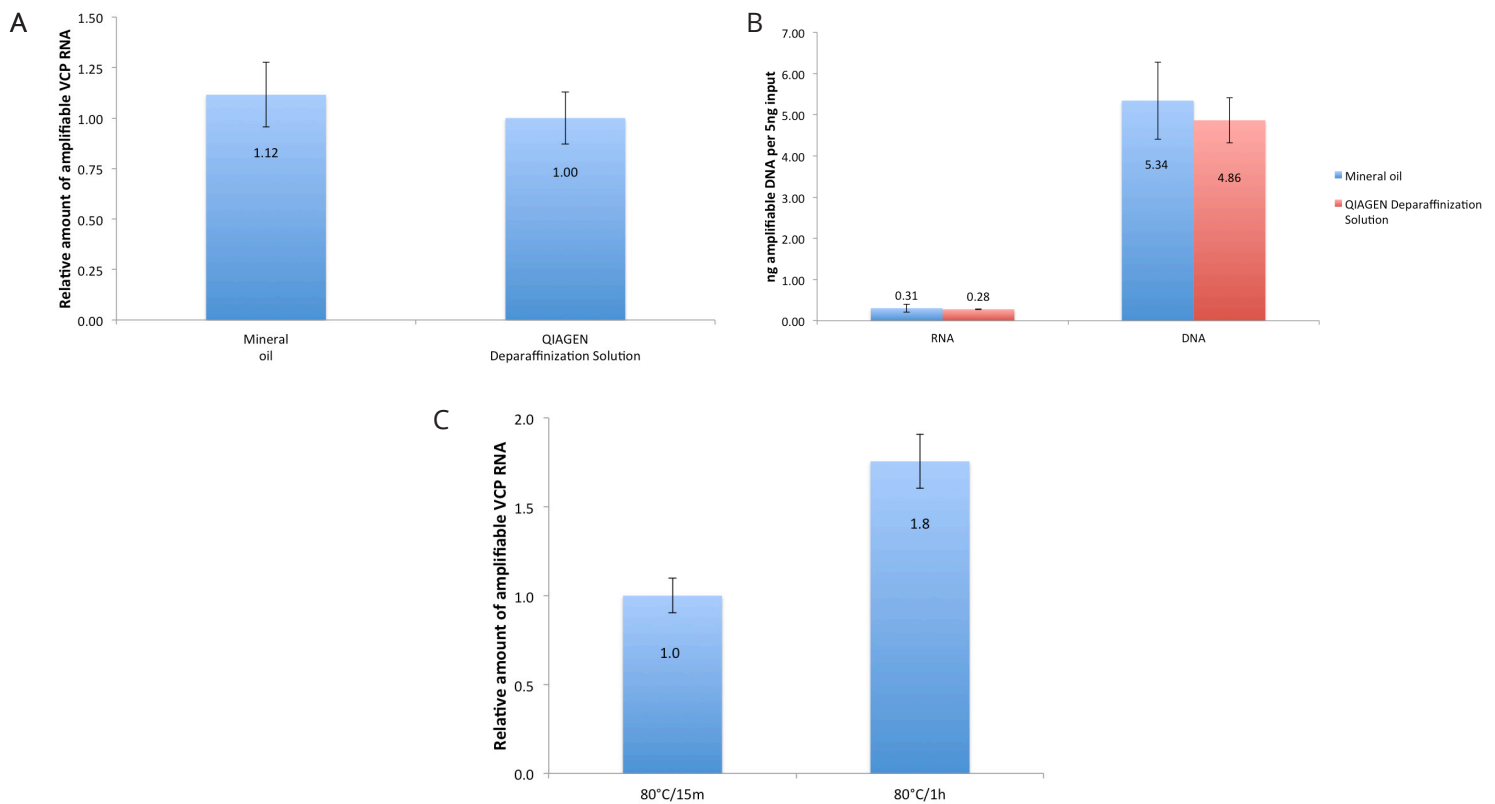 A
Relative amount of amplifiable VCP RNA
1.50
1.25
1.00
0.75
0.50
0.25
0.00
1.12
1.00
Mineral
oil
QIAGEN
Deparaffinization Solution
B
ng amplifiable DNA per 5ng input
7.00
6.00
5.00
4.00
3.00
2.00
1.00
0.00
0.31
0.28
5.34
4.86
RNA
DNA
Mineral oil
QIAGEN Deparaffinization
Solution
C
Relative amount of amplifiable VCP RNA
2.0
1.5
1.0
0.5
0.0
1.0
1.8
80°C/15m
80°C/1h